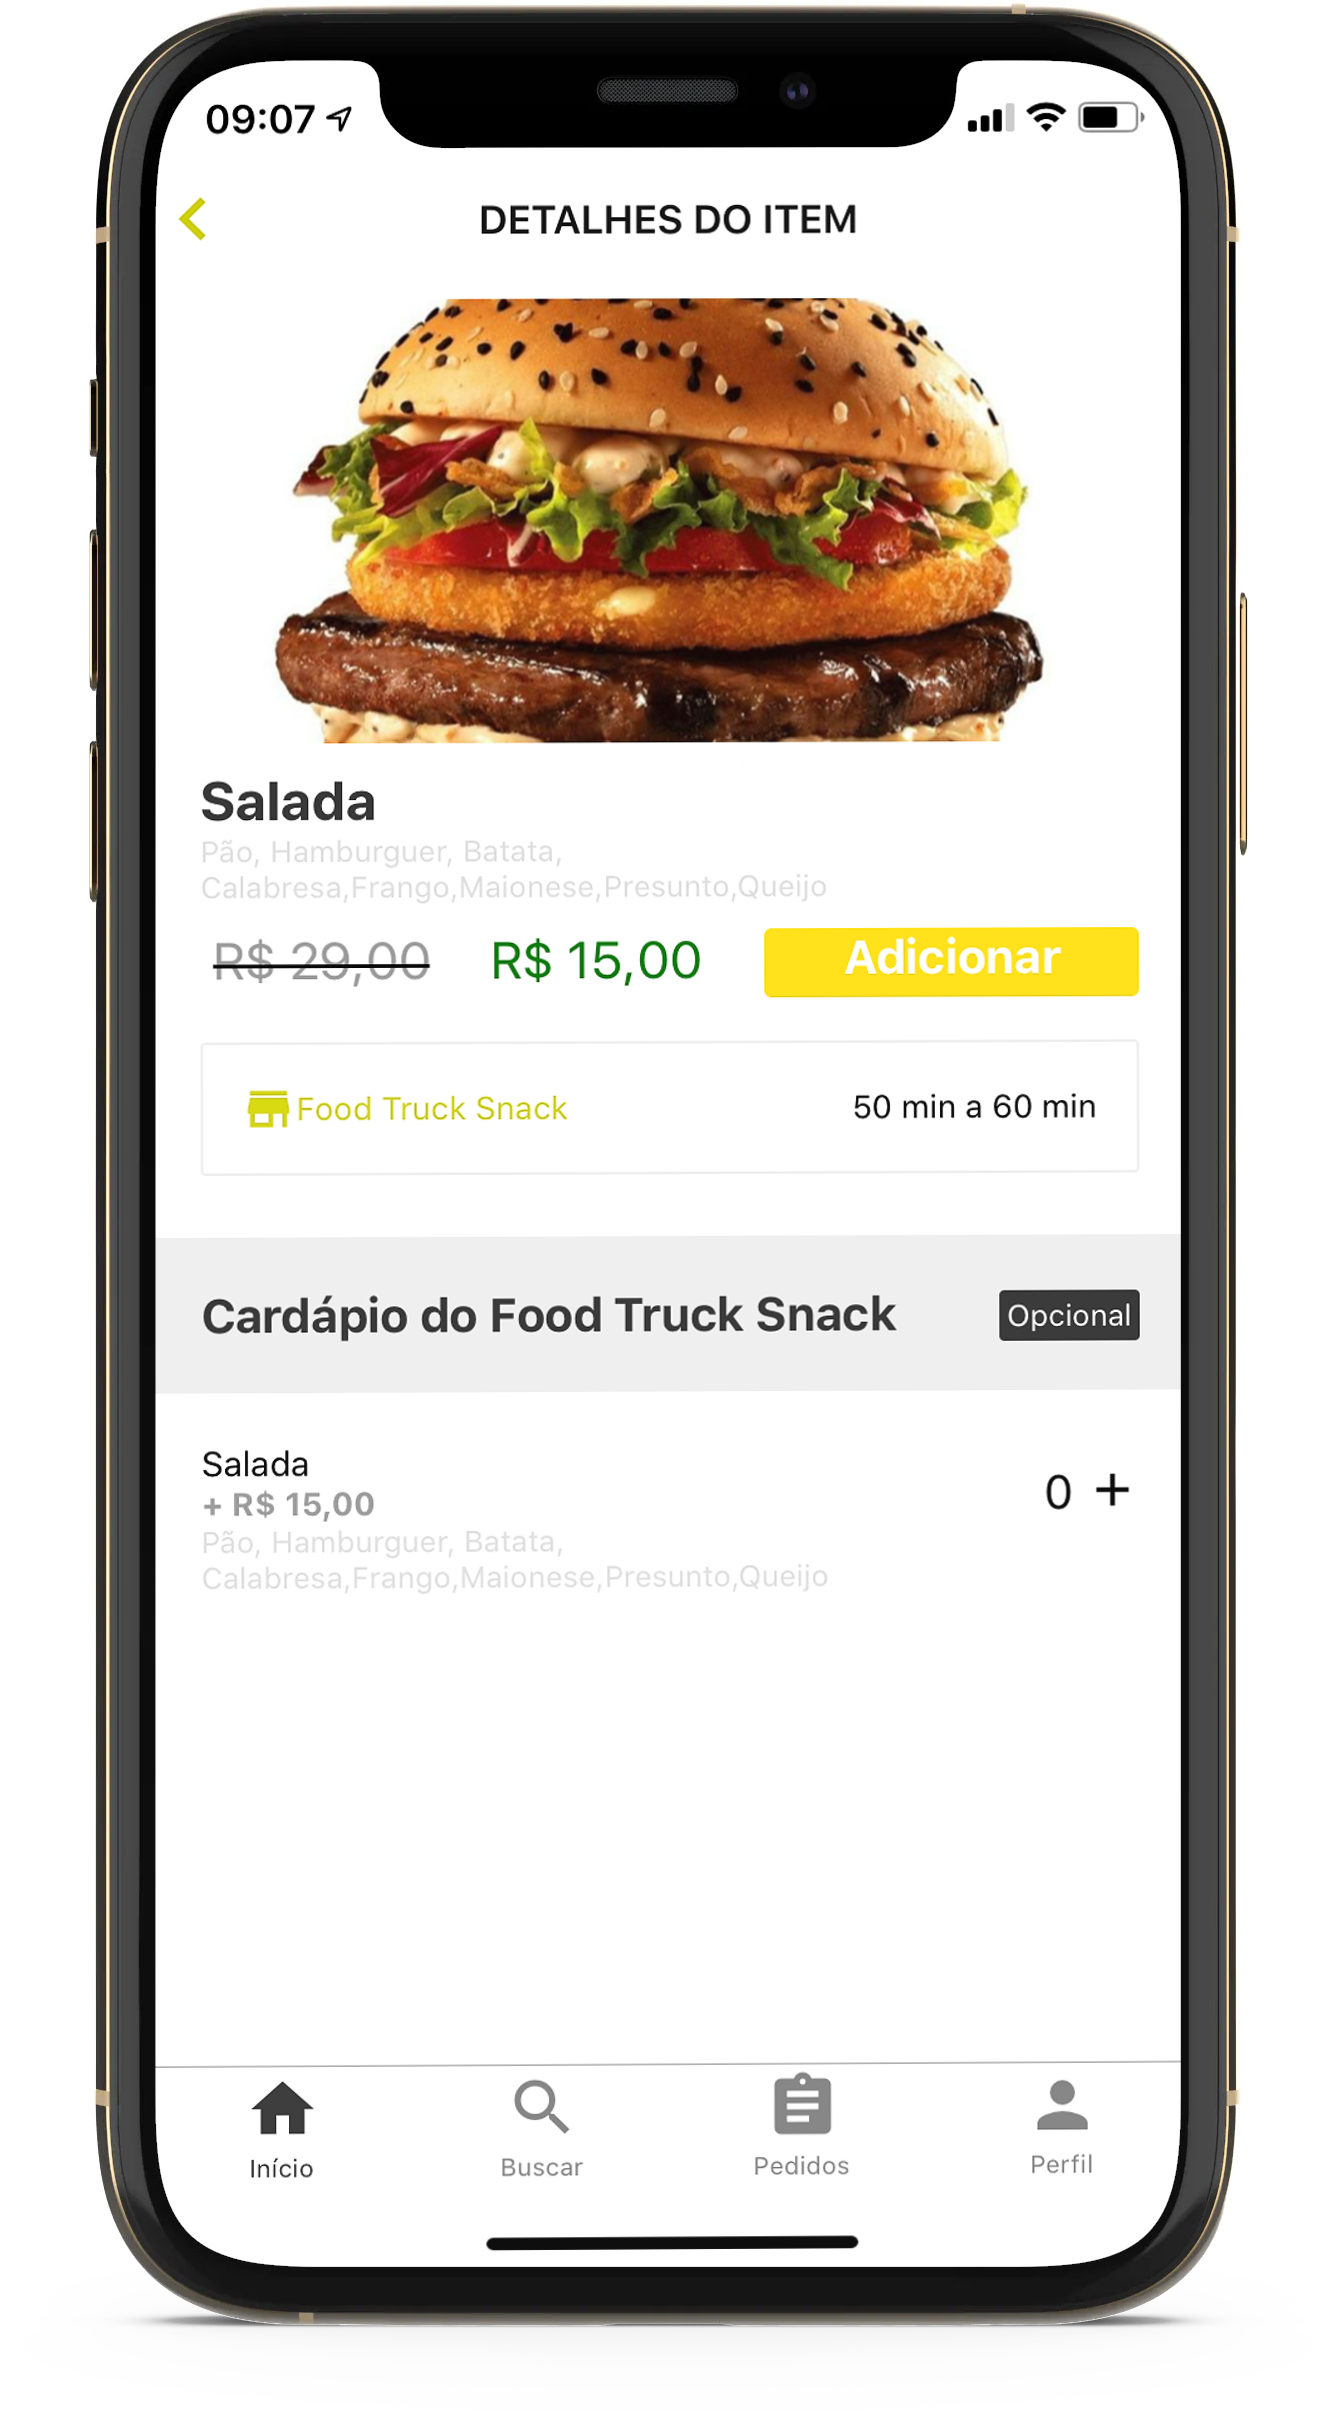 09:07
DETALHES DO ITEM
Salada
Pão, Hamburguer, Batata,
Calabresa,Frango,Maionese,Presunto,Queijo
R$ 29,00 R$ 15,00 Adicionar
Food Truck Snack 50 min a 60 min
Cardápio do Food Truck Snack Opcional
Salada
+ R$ 15,00 0 +
Pão, Hamburguer, Batata,
Calabresa,Frango,Maionese,Presunto,Queijo
Início Buscar Pedidos Perfil